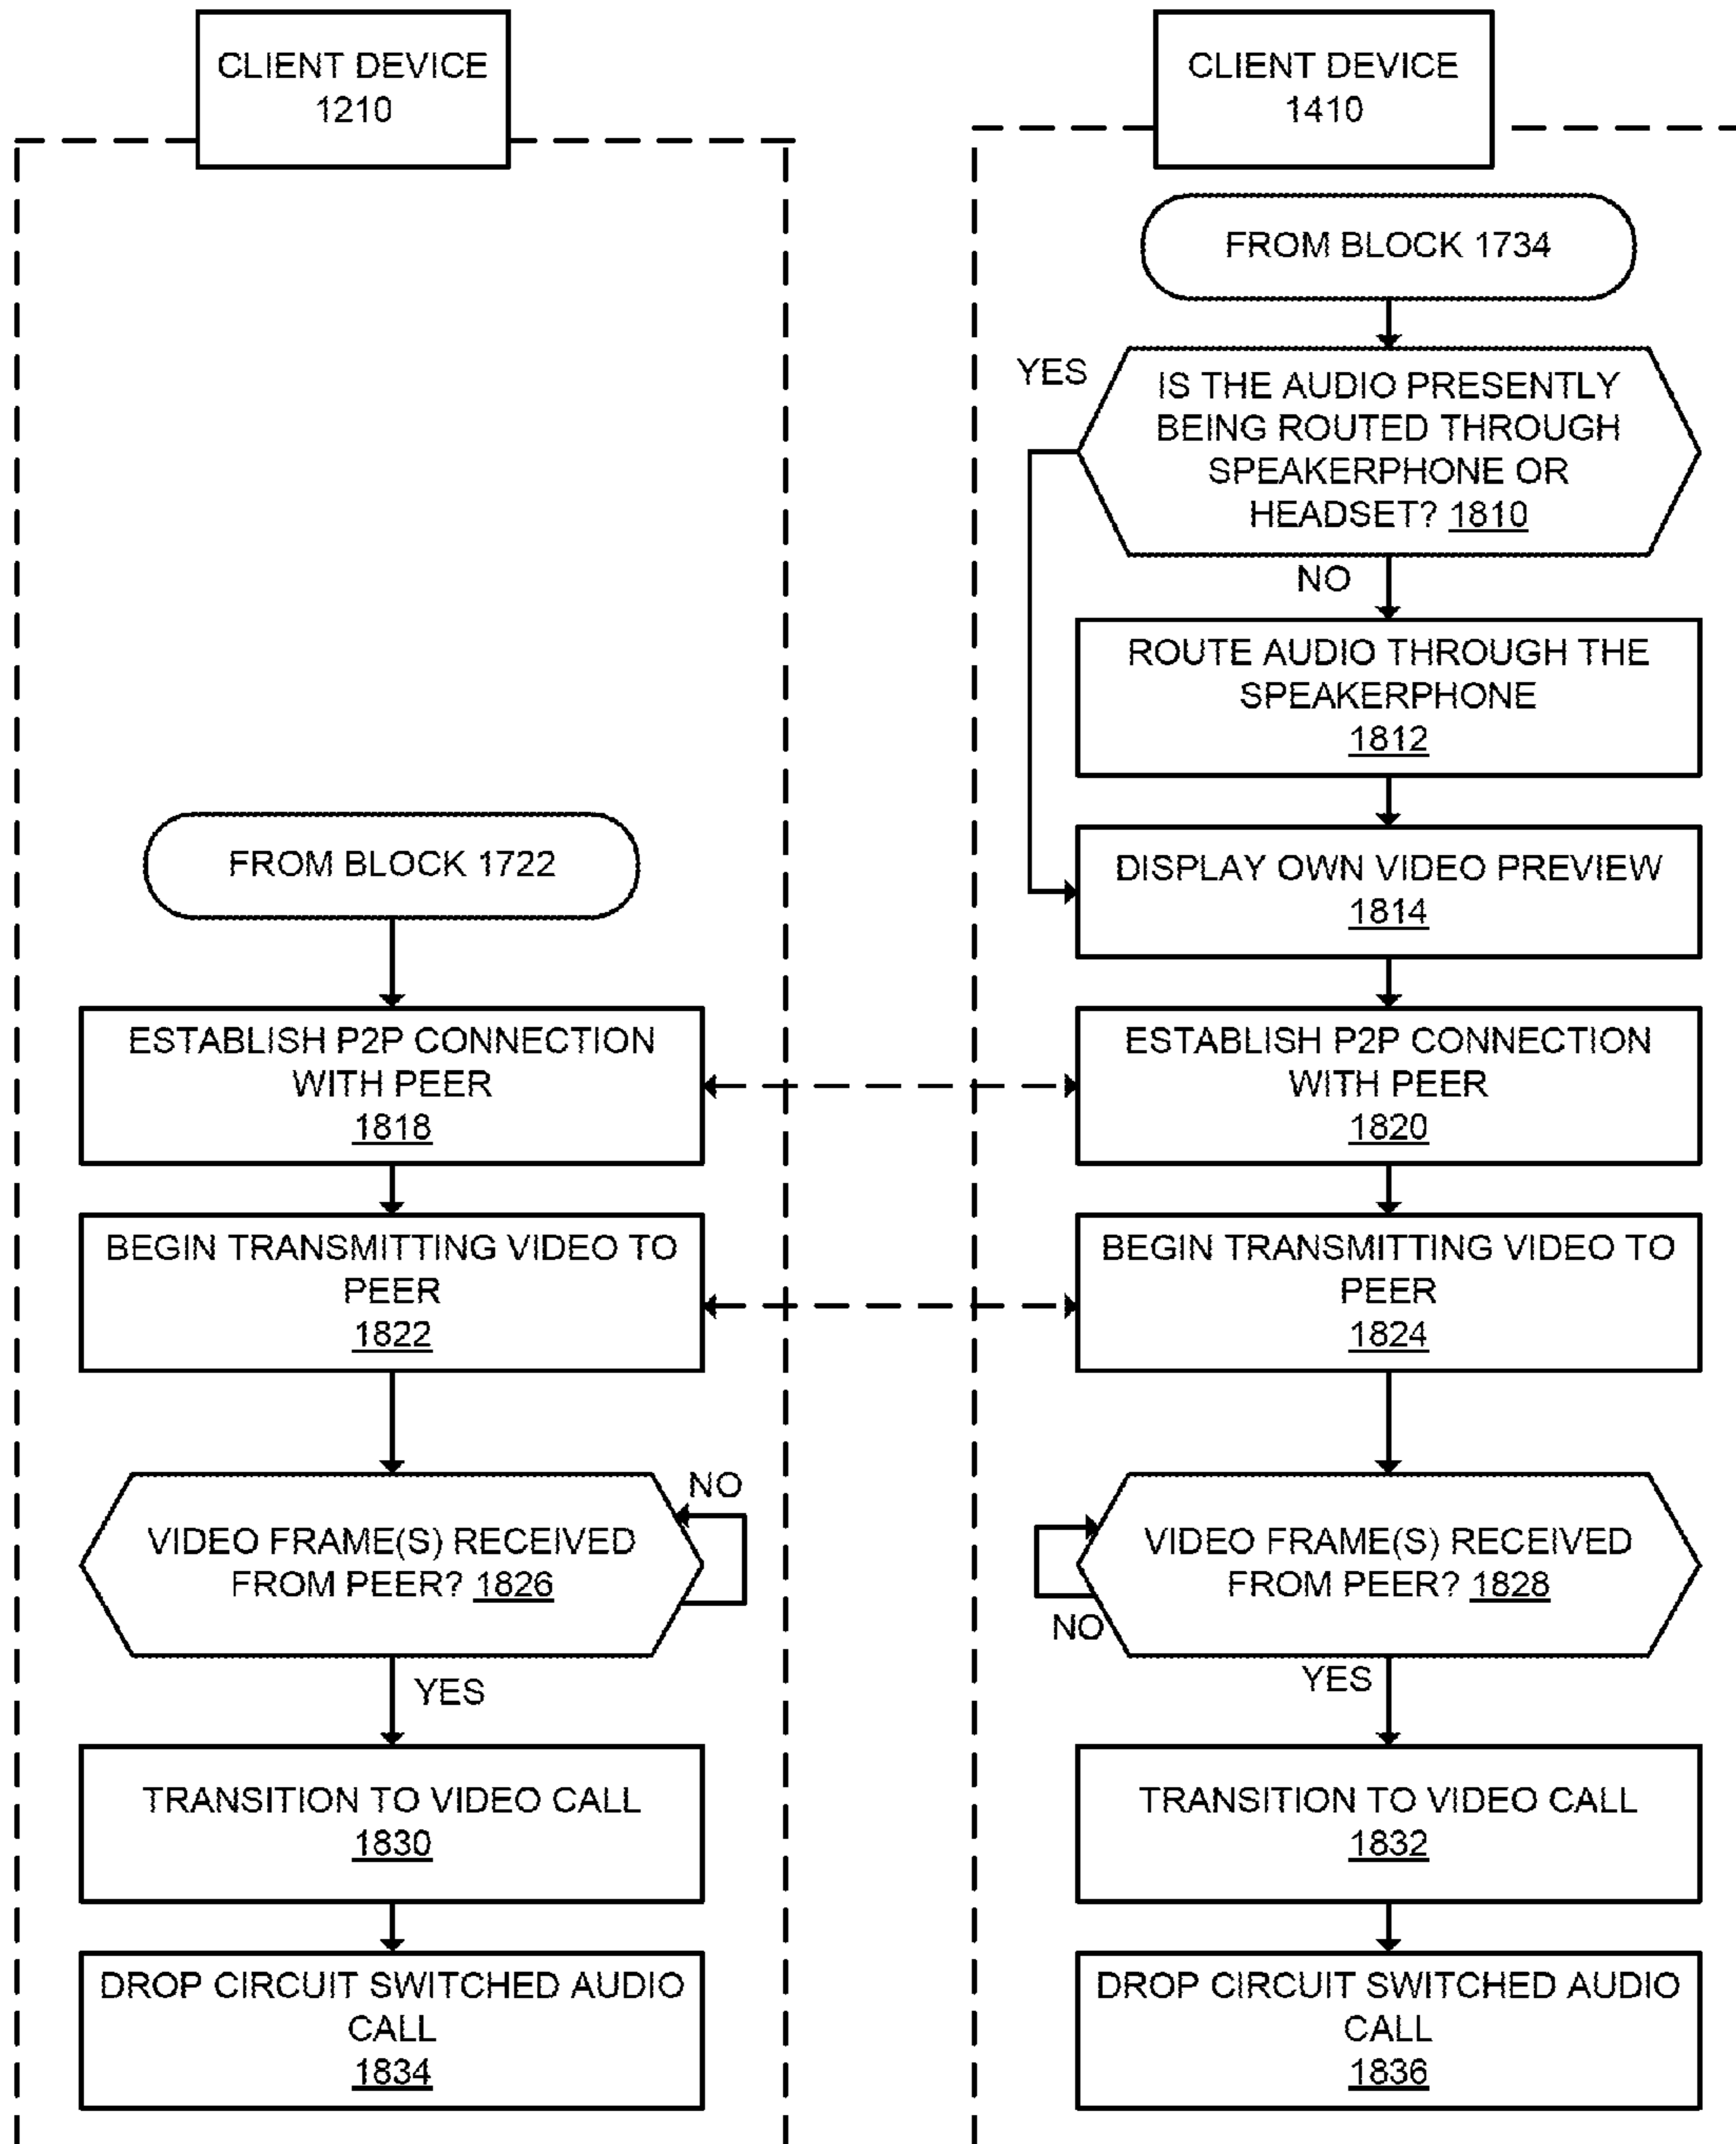 CLIENT DEVICE
1210
FROM BLOCK 1722
ESTABLISH P2P CONNECTION
WITH PEER
1818
BEGIN TRANSMITTING VIDEO TO
PEER
1822
NO
VIDEO FRAME(S) RECEIVED
FROM PEER? 1826
YES
TRANSITION TO VIDEO CALL
1830
DROP CIRCUIT SWITCHED AUDIO
CALL
1834
CLIENT DEVICE
1410
FROM BLOCK 1734
YES
IS THE AUDIO PRESENTLY
BEING ROUTED THROUGH
SPEAKERPHONE OR
HEADSET? 1810
NO
ROUTE AUDIO THROUGH THE
SPEAKERPHONE
1812
DISPLAY OWN VIDEO PREVIEW
1814
ESTABLISH P2P CONNECTION
WITH PEER
1820
BEGIN TRANSMITTING VIDEO TO
PEER
1824
VIDEO FRAME(S) RECEIVED
FROM PEER? 1828
NO
YES
TRANSITION TO VIDEO CALL
1832
DROP CIRCUIT SWITCHED AUDIO
CALL
1836